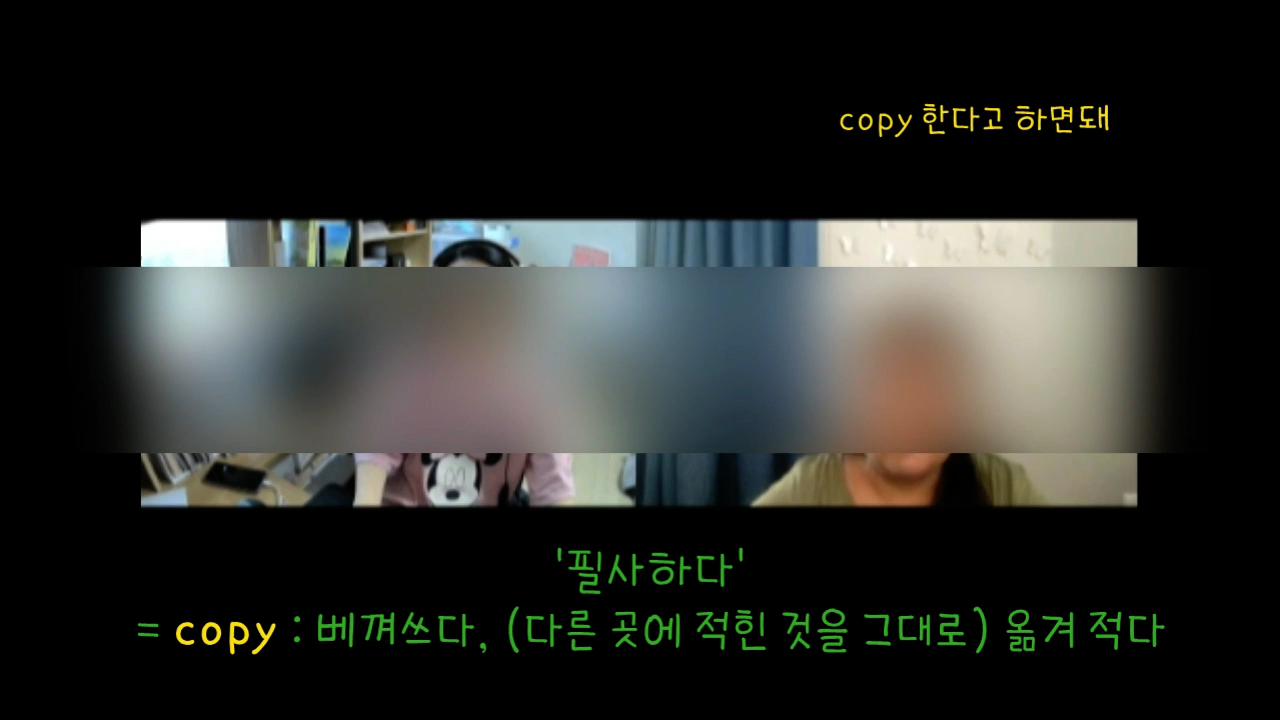 copy 한다고 하면돼
'필사하다'
= copy : 베껴쓰다, (다른 곳에 적힌 것을 그대로) 옮겨 적다